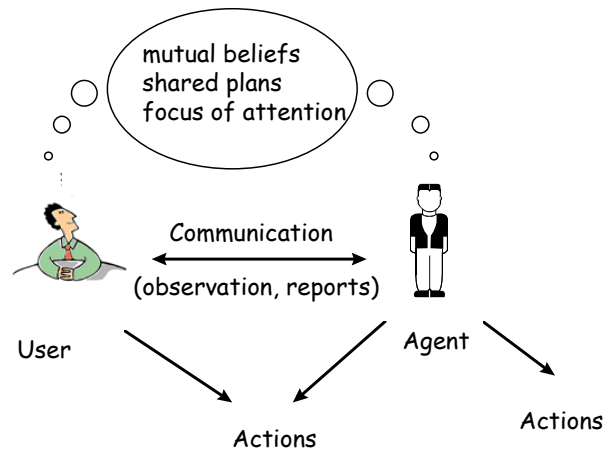 mutual beliefs
shared plans
focus of attention
Communication
(observation, reports)
User
Agent
Actions
Actions